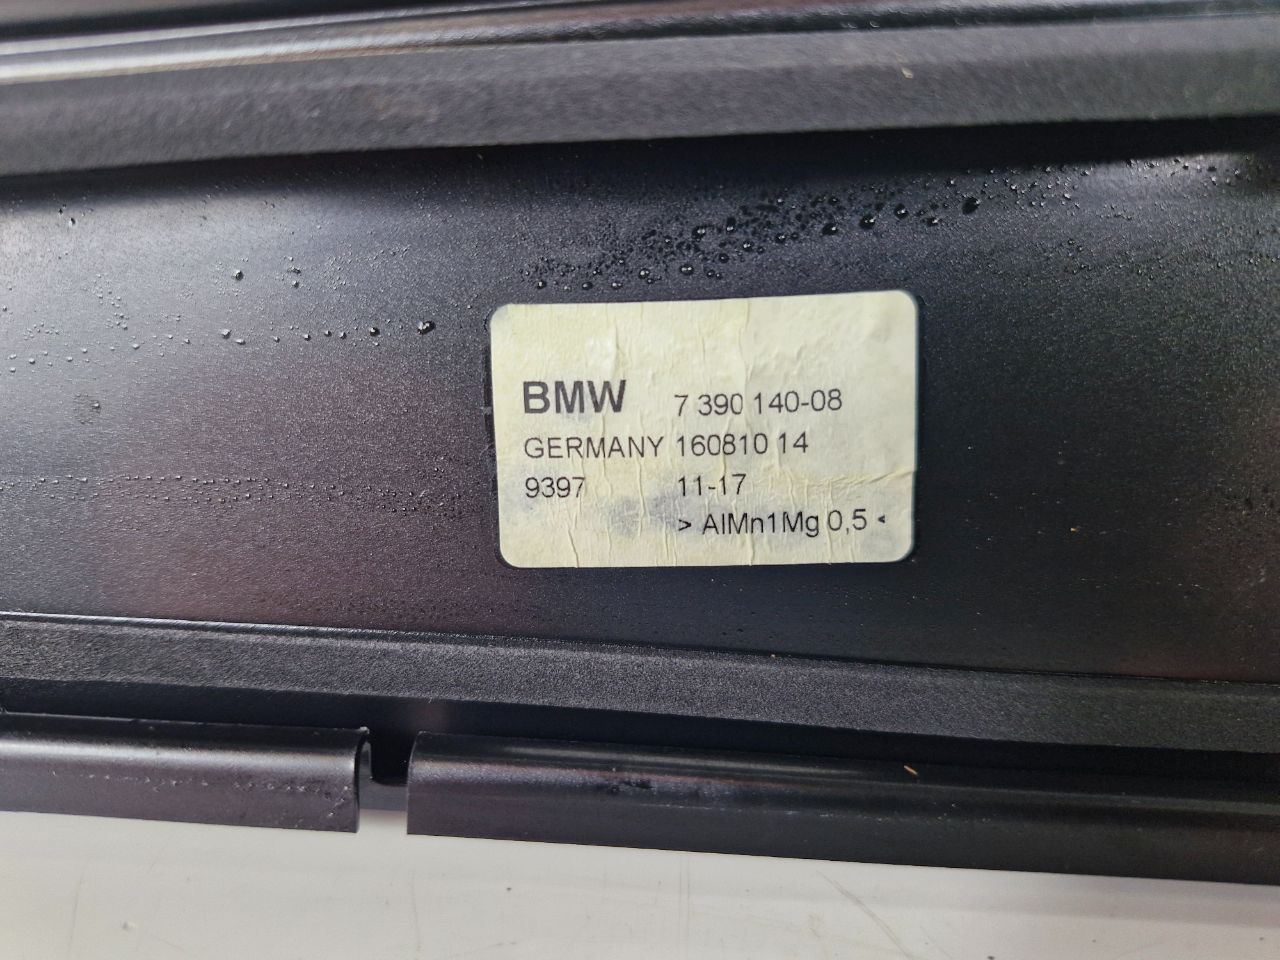 BMW 7 390 140-08
GERMANY 160810 14
9397 11-17
> AlMn1Mg 0,5 <